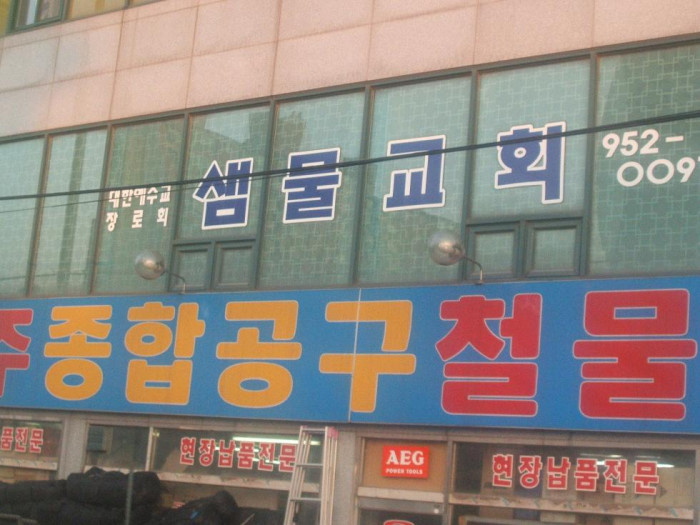 대한예수교
장로회
샘물교회
952-
009
주종합공구철물
품전문
현장납품전문
AEG
POWER TOOLS
현장납품전문